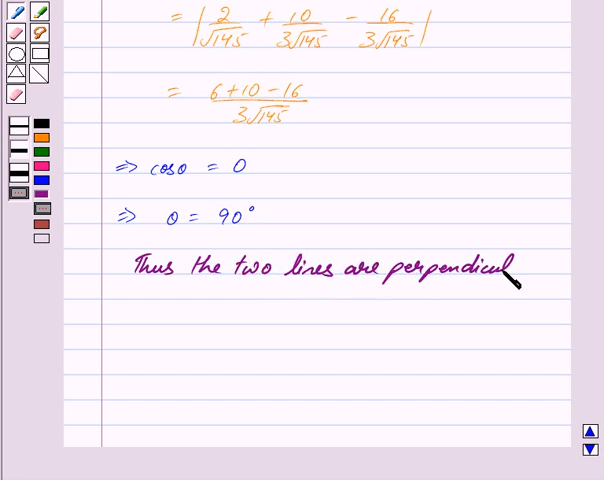 = | 2/√145 + 10/3√145 - 16/3√145 |
= 6+10-16/3√145
⇒ cosθ = 0
⇒ θ = 90°
Thus the two lines are perpendicul